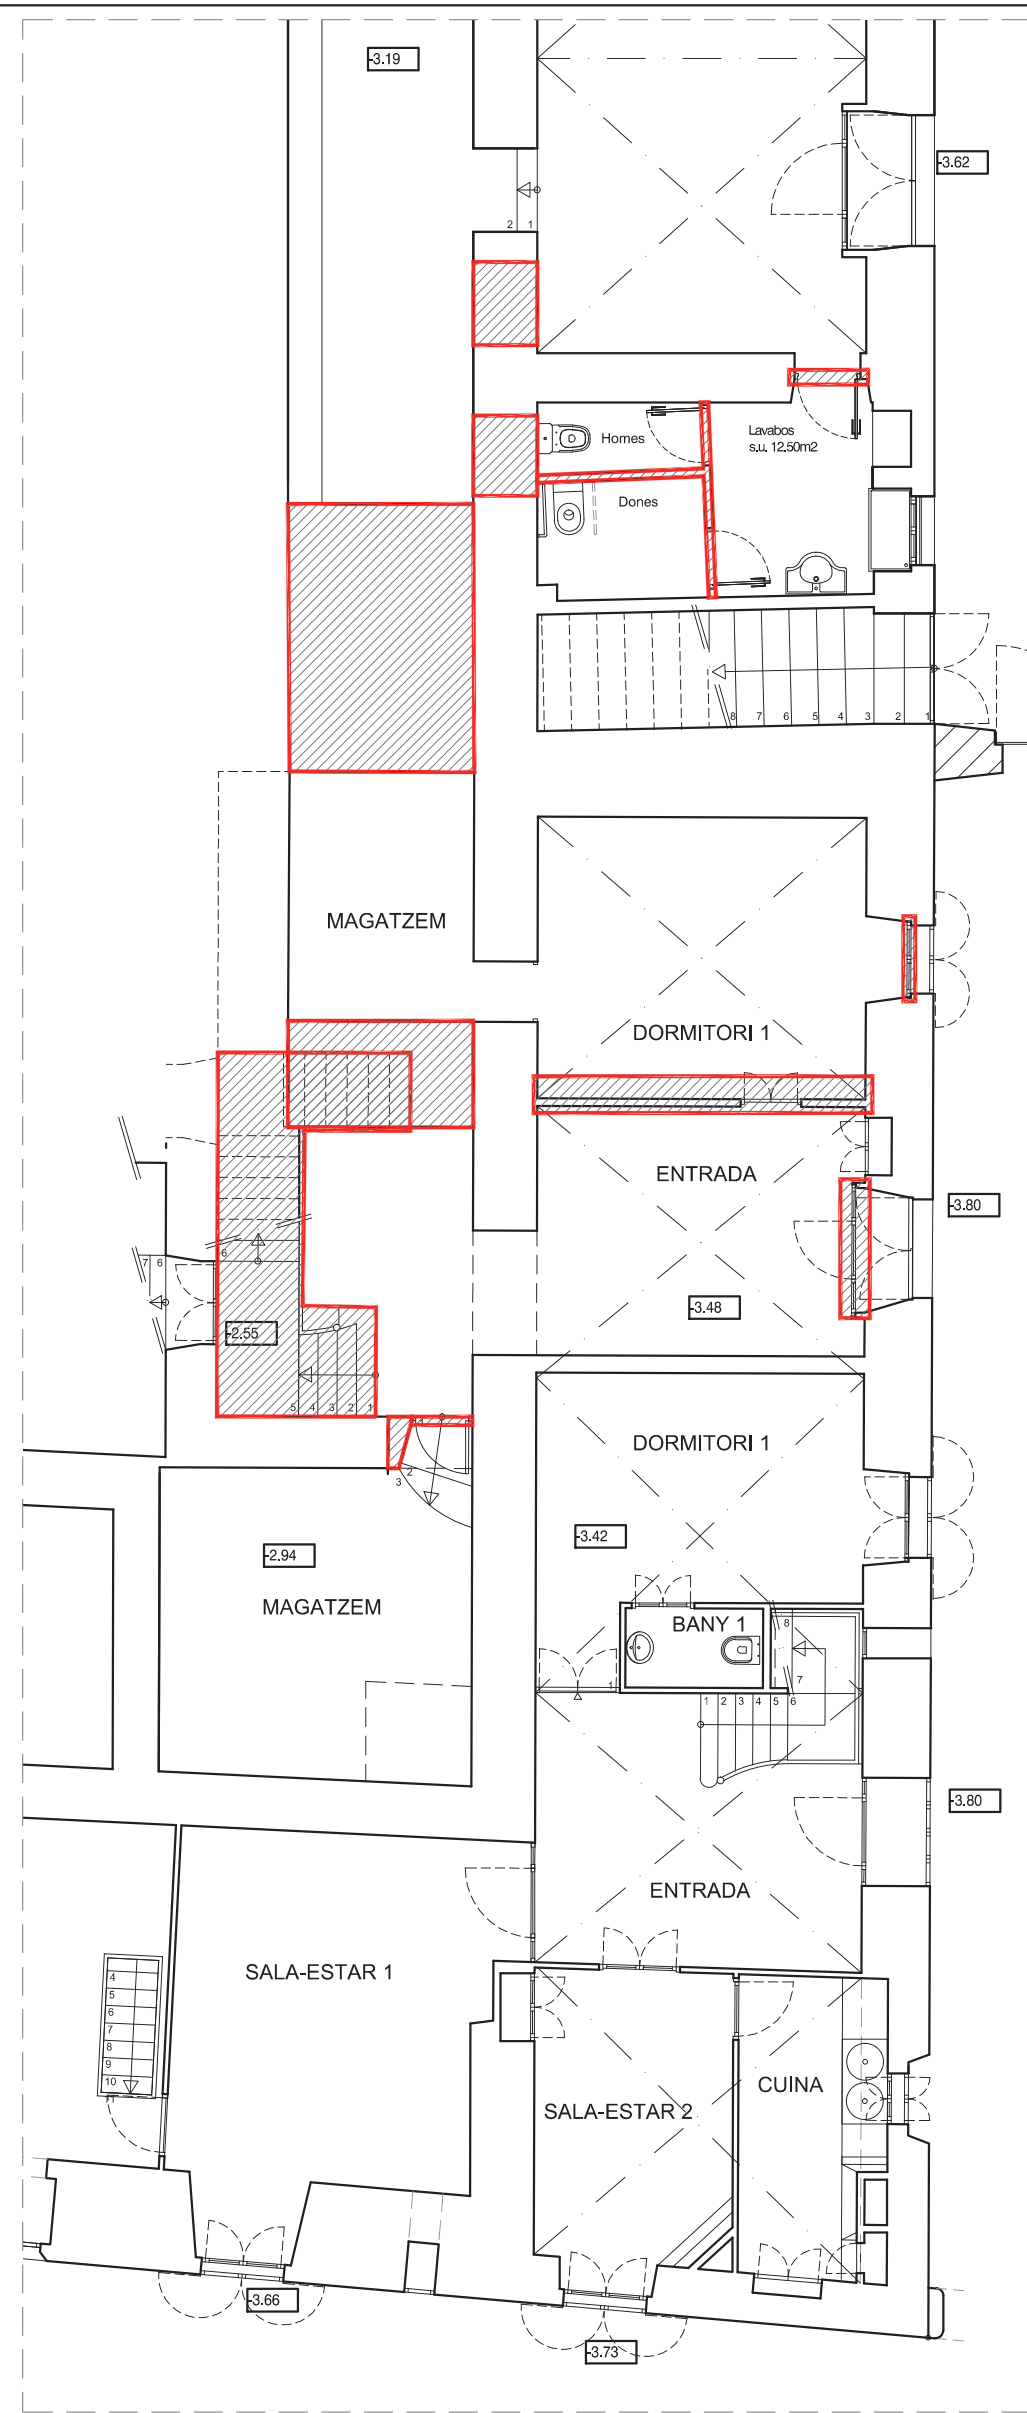 -3.19
-3.62
2 1
Homes
Lavabos
s.u. 12.50m2
Dones
8 7 6 5 4 3 2 1
MAGATZEM
DORMITORI 1
ENTRADA
-3.80
6
7 6
-3.48
-2.55
5 4 3 2 1
DORMITORI 1
2
3
-3.42
-2.94
MAGATZEM
BANY 1
8
7
1
1 2 3 4 5 6
-3.80
ENTRADA
SALA-ESTAR 1
4
5
6
7
8
9
10
CUINA
SALA-ESTAR 2
-3.66
-3.73